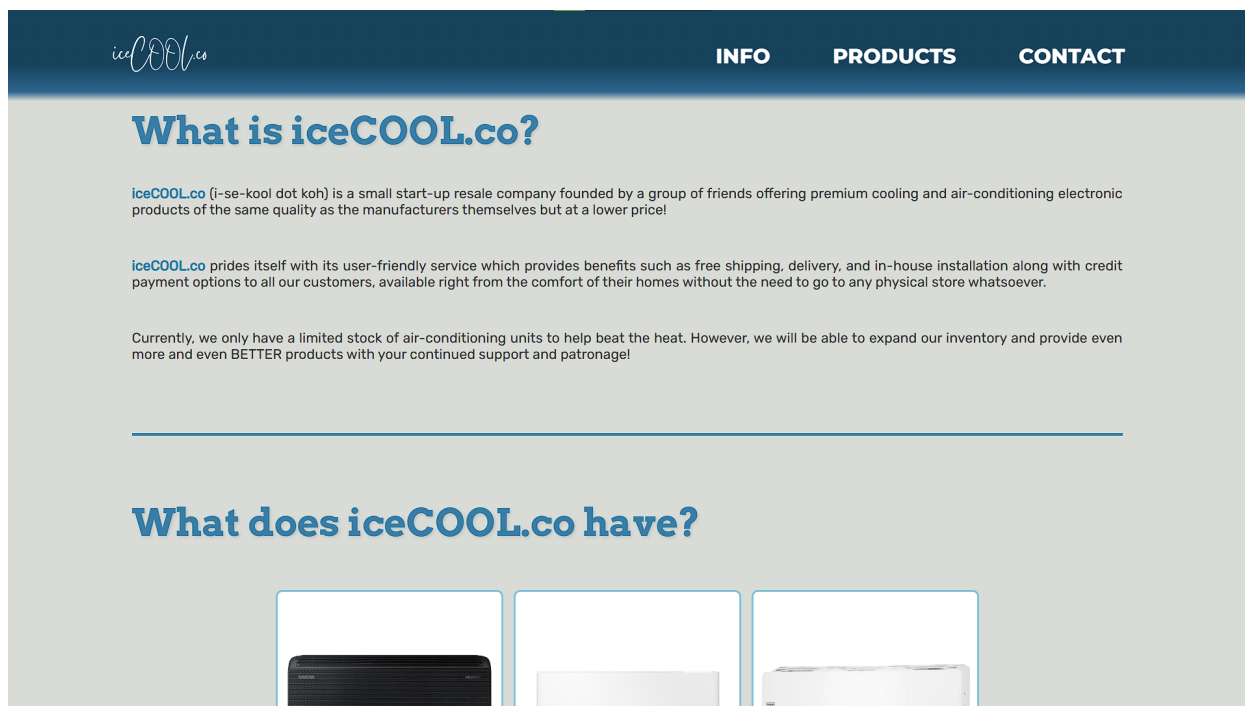 iceCOOL.co
INFO PRODUCTS CONTACT
What is iceCOOL.co?
iceCOOL.co (i-se-kool dot koh) is a small start-up resale company founded by a group of friends offering premium cooling and air-conditioning electronic
products of the same quality as the manufacturers themselves but at a lower price!
iceCOOL.co prides itself with its user-friendly service which provides benefits such as free shipping, delivery, and in-house installation along with credit
payment options to all our customers, available right from the comfort of their homes without the need to go to any physical store whatsoever.
Currently, we only have a limited stock of air-conditioning units to help beat the heat. However, we will be able to expand our inventory and provide even
more and even BETTER products with your continued support and patronage!
What does iceCOOL.co have?
SAMSUNG